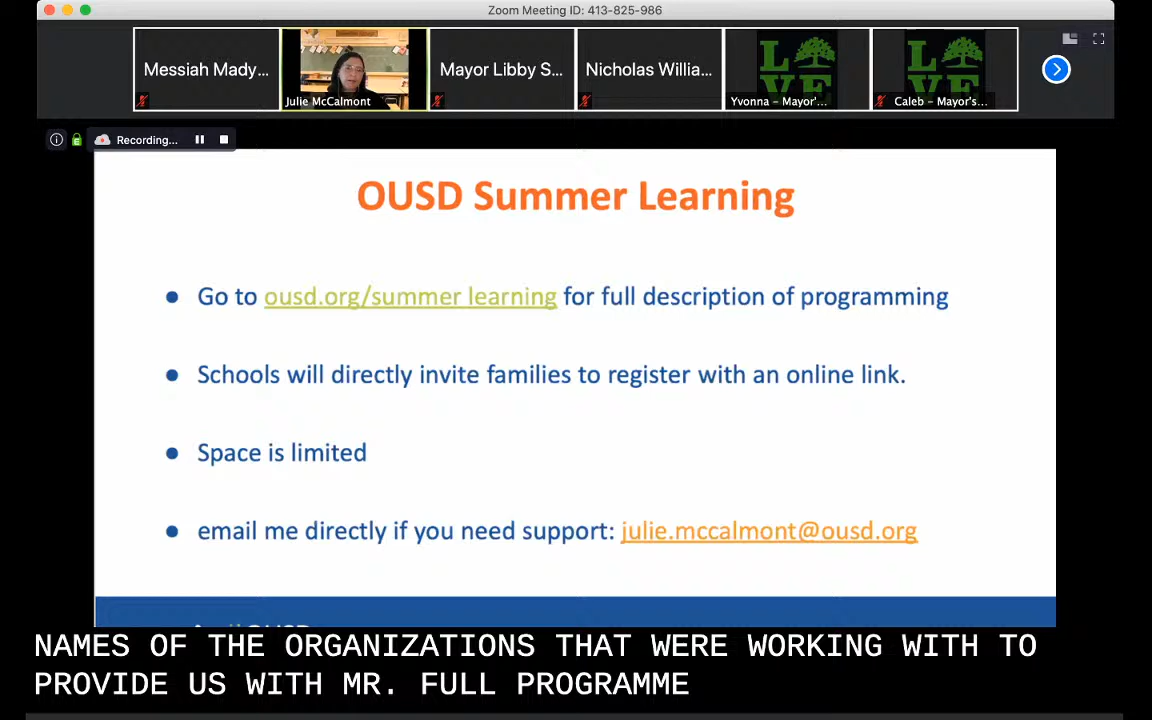 Zoom Meeting ID: 413-825-986
Messiah Mady...
Julie McCalmont
Mayor Libby S...
Nicholas Willia...
LOVE
Yvonna – Mayor'...
LOVE
Caleb – Mayor's...
Recording...
OUSD Summer Learning
• Go to ousd.org/summer learning for full description of programming
• Schools will directly invite families to register with an online link.
• Space is limited
• email me directly if you need support: julie.mccalmont@ousd.org
NAMES OF THE ORGANIZATIONS THAT WERE WORKING WITH TO
PROVIDE US WITH MR. FULL PROGRAMME